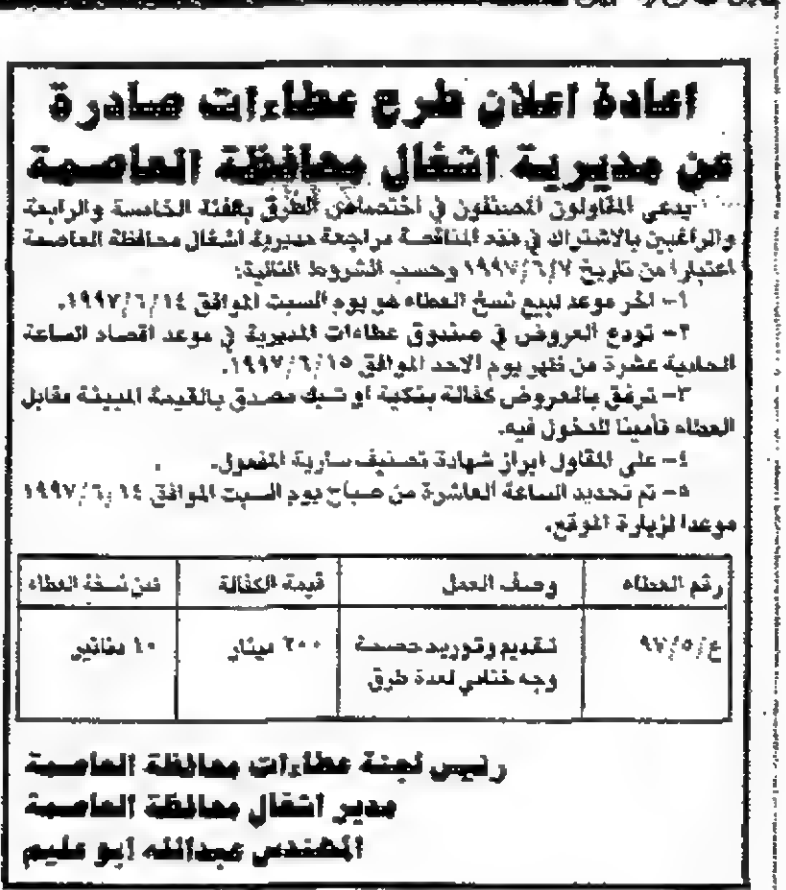 اعادة اعلان طرح عطاءات صادرة
عن مديرية اشغال محافظة العاصمة
يدعى المقاولون المصنفون في اختصاص الطرق بالفئة الخامسة والرابعة
والراغبين بالاشتراك في هذه المناقصة مراجعة مديرية اشغال محافظة العاصمة
اعتبارا من تاريخ ١٩٩٧/٦/٧ وحسب الشروط التالية:
١- اخر موعد لبيع نسخ العطاء هو يوم السبت الموافق ١٩٩٧/٦/١٤.
٢- تودع العروض في صندوق عطاءات المديرية في موعد اقصاه الساعة
الحادية عشرة من ظهر يوم الاحد الموافق ١٩٩٧/٦/١٥.
٣- ترفق بالعروض كفالة بنكية او شيك مصدق بالقيمة المبينة مقابل
العطاء تأمينا للدخول فيه.
٤- على المقاول ابراز شهادة تصنيف سارية المفعول.
٥- تم تحديد الساعة العاشرة من صباح يوم السبت الموافق ١٩٩٧/٦/١٤
موعدا لزيارة الموقع.
رقم العطاء وصف العمل قيمة الكفالة ثمن نسخة العطاء
ع/٥/٩٧ تقديم وتوريد حصمة ٢٠٠ دينار ١٠ دنانير
وجه ختامي لعدة طرق
رئيس لجنة عطاءات محافظة العاصمة
مدير اشغال محافظة العاصمة
المهندس عبدالله ابو عليم